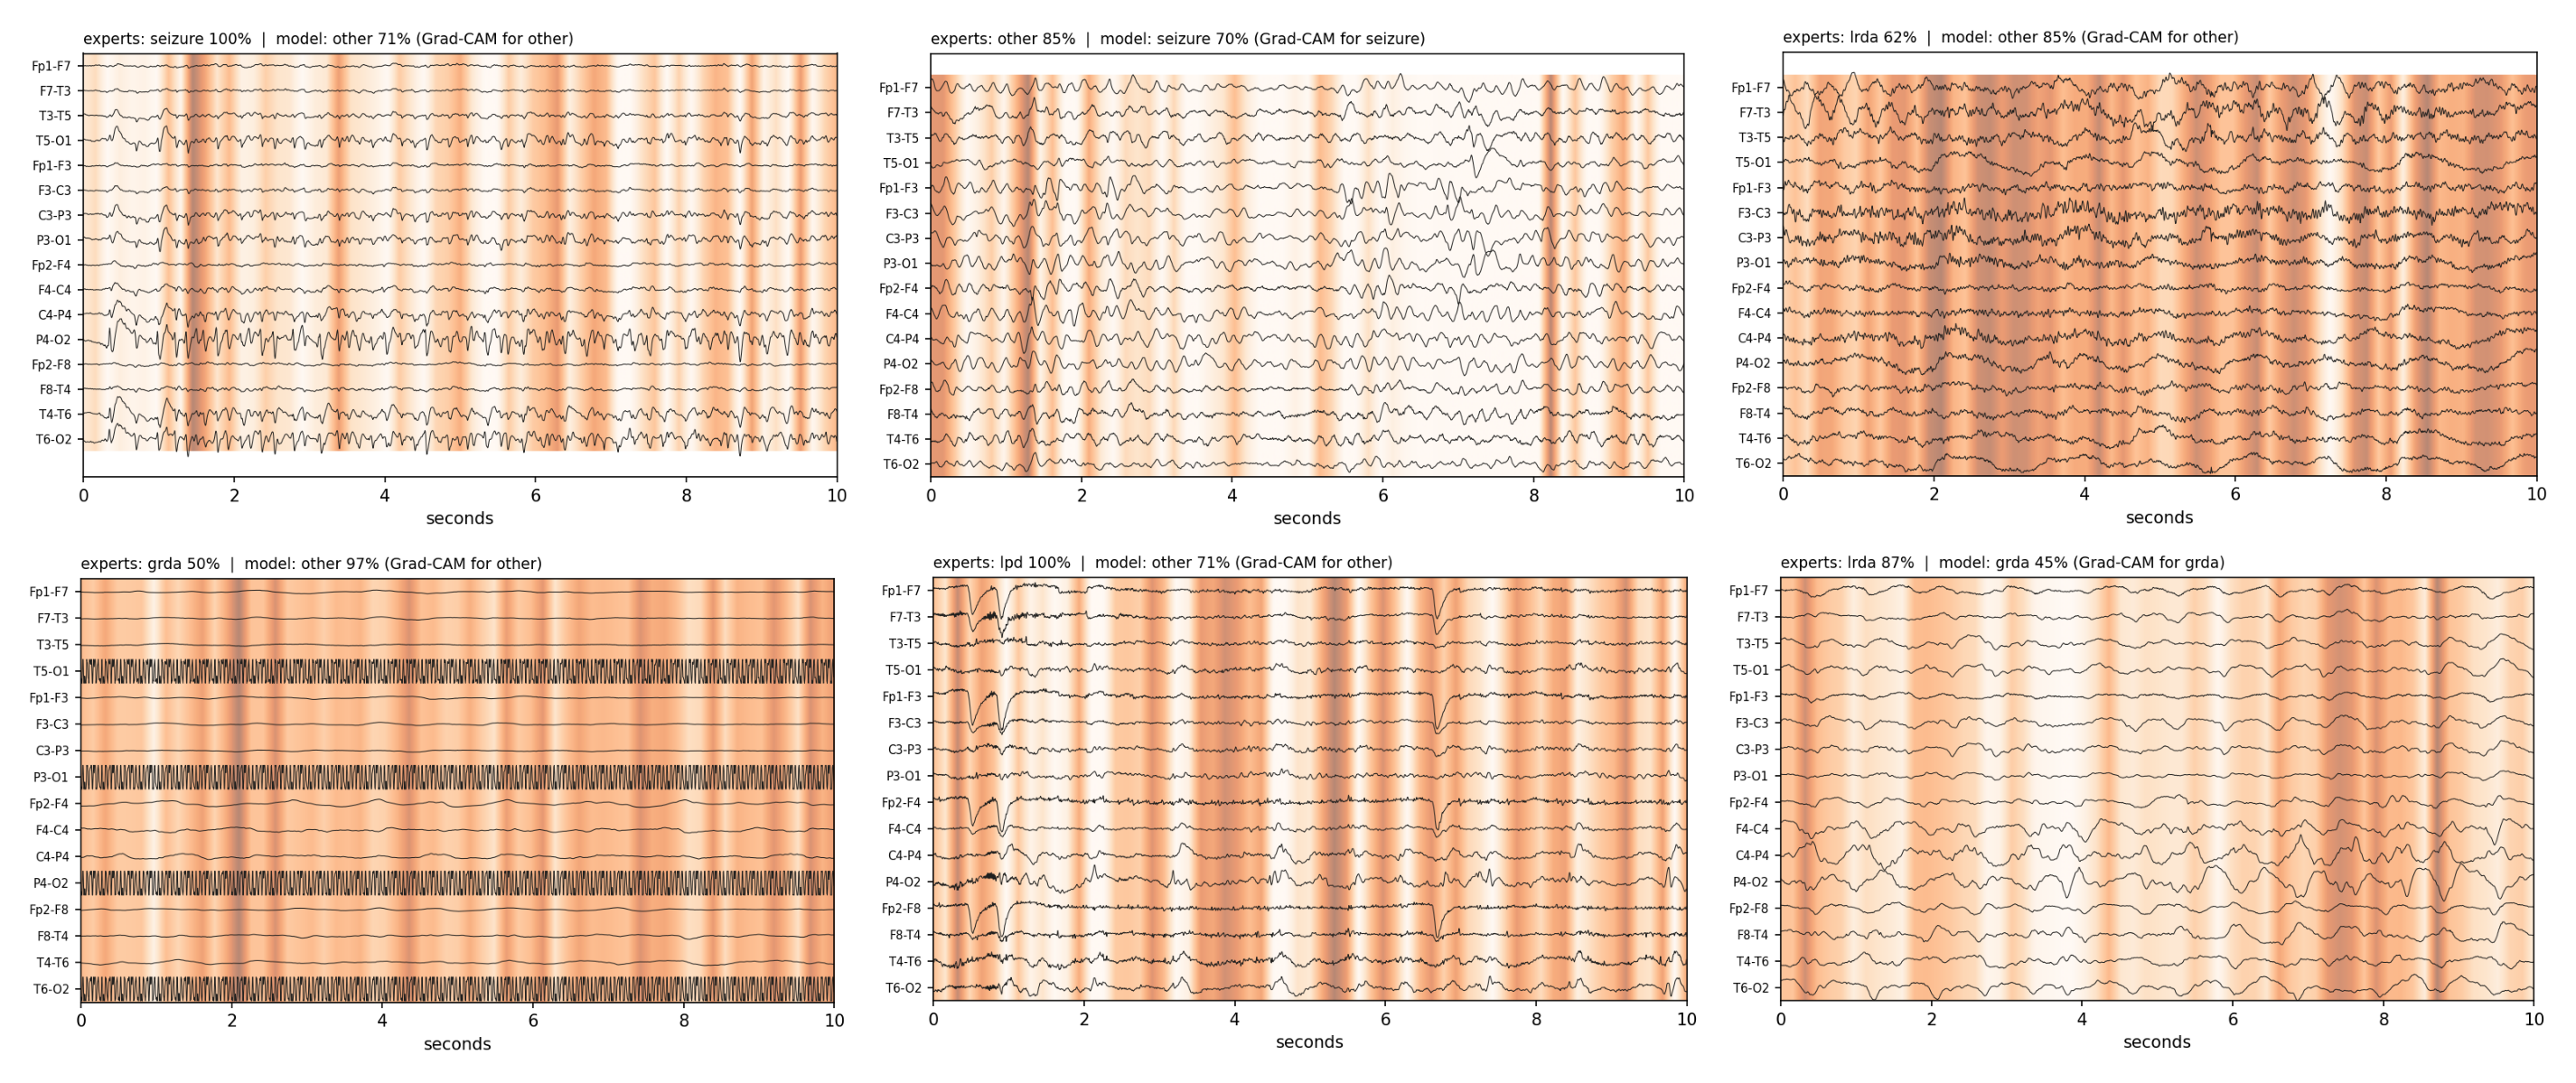 experts: seizure 100% | model: other 71% (Grad-CAM for other)
Fp1-F7
F7-T3
T3-T5
T5-O1
Fp1-F3
F3-C3
C3-P3
P3-O1
Fp2-F4
F4-C4
C4-P4
P4-O2
Fp2-F8
F8-T4
T4-T6
T6-O2
0 2 4 6 8 10
seconds
experts: other 85% | model: seizure 70% (Grad-CAM for seizure)
Fp1-F7
F7-T3
T3-T5
T5-O1
Fp1-F3
F3-C3
C3-P3
P3-O1
Fp2-F4
F4-C4
C4-P4
P4-O2
Fp2-F8
F8-T4
T4-T6
T6-O2
0 2 4 6 8 10
seconds
experts: lrda 62% | model: other 85% (Grad-CAM for other)
Fp1-F7
F7-T3
T3-T5
T5-O1
Fp1-F3
F3-C3
C3-P3
P3-O1
Fp2-F4
F4-C4
C4-P4
P4-O2
Fp2-F8
F8-T4
T4-T6
T6-O2
0 2 4 6 8 10
seconds
experts: grda 50% | model: other 97% (Grad-CAM for other)
Fp1-F7
F7-T3
T3-T5
T5-O1
Fp1-F3
F3-C3
C3-P3
P3-O1
Fp2-F4
F4-C4
C4-P4
P4-O2
Fp2-F8
F8-T4
T4-T6
T6-O2
0 2 4 6 8 10
seconds
experts: lpd 100% | model: other 71% (Grad-CAM for other)
Fp1-F7
F7-T3
T3-T5
T5-O1
Fp1-F3
F3-C3
C3-P3
P3-O1
Fp2-F4
F4-C4
C4-P4
P4-O2
Fp2-F8
F8-T4
T4-T6
T6-O2
0 2 4 6 8 10
seconds
experts: lrda 87% | model: grda 45% (Grad-CAM for grda)
Fp1-F7
F7-T3
T3-T5
T5-O1
Fp1-F3
F3-C3
C3-P3
P3-O1
Fp2-F4
F4-C4
C4-P4
P4-O2
Fp2-F8
F8-T4
T4-T6
T6-O2
0 2 4 6 8 10
seconds